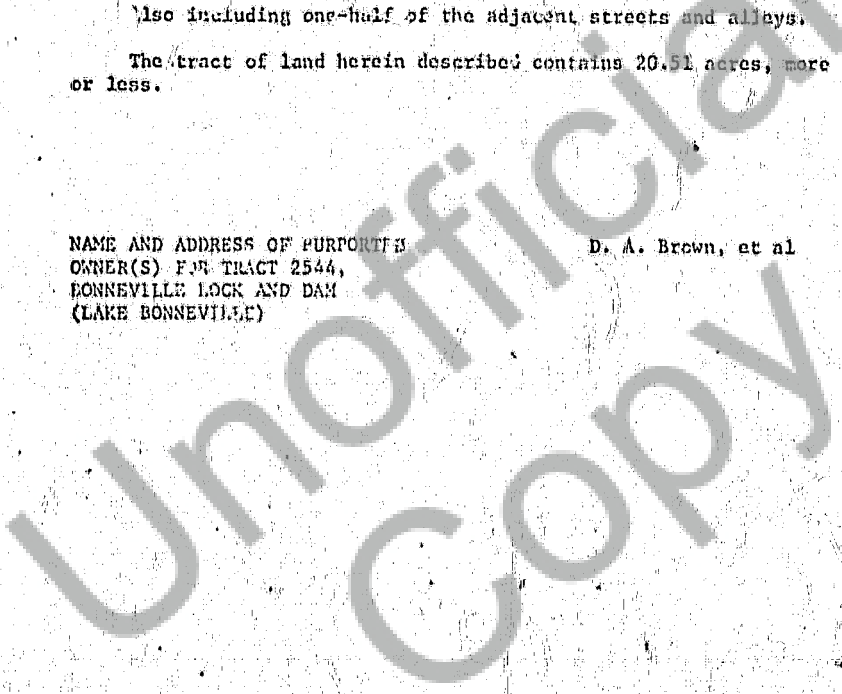 Also including one-half of the adjacent streets and alleys.
The tract of land herein described contains 20.51 acres, more
or less.
NAME AND ADDRESS OF PURPORTED
OWNER(S) FOR TRACT 2544,
BONNEVILLE LOCK AND DAM
(LAKE BONNEVILLE)
D. A. Brown, et al
Unofficial
Copy